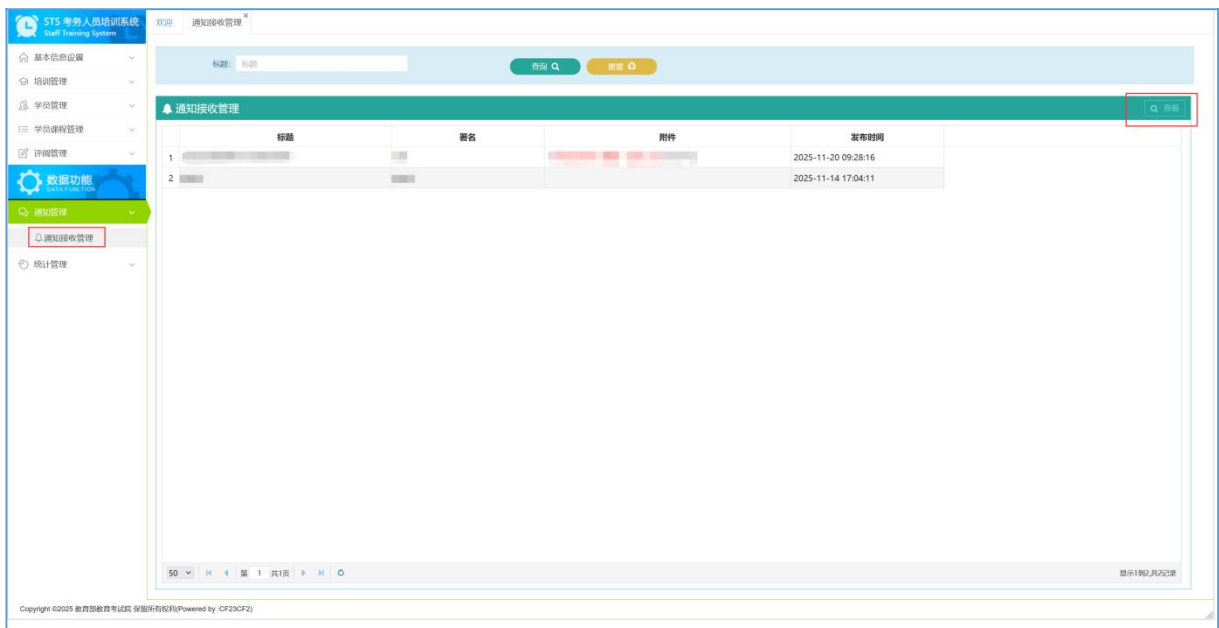 STS 考务人员培训系统
Staff Training System
欢迎 通知接收管理
基本信息设置
培训管理
学员管理
学员课程管理
评阅管理
数据功能
DATA FUNCTION
通知管理
通知接收管理
统计管理
标题: 标题 查询 重置
通知接收管理 查看
标题 署名 附件 发布时间
1 2025-11-20 09:28:16
2 2025-11-14 17:04:11
50 第 1 共1页 显示1到2,共2记录
Copyright ©2025 教育部教育考试院 保留所有权利(Powered by :CF23CF2)